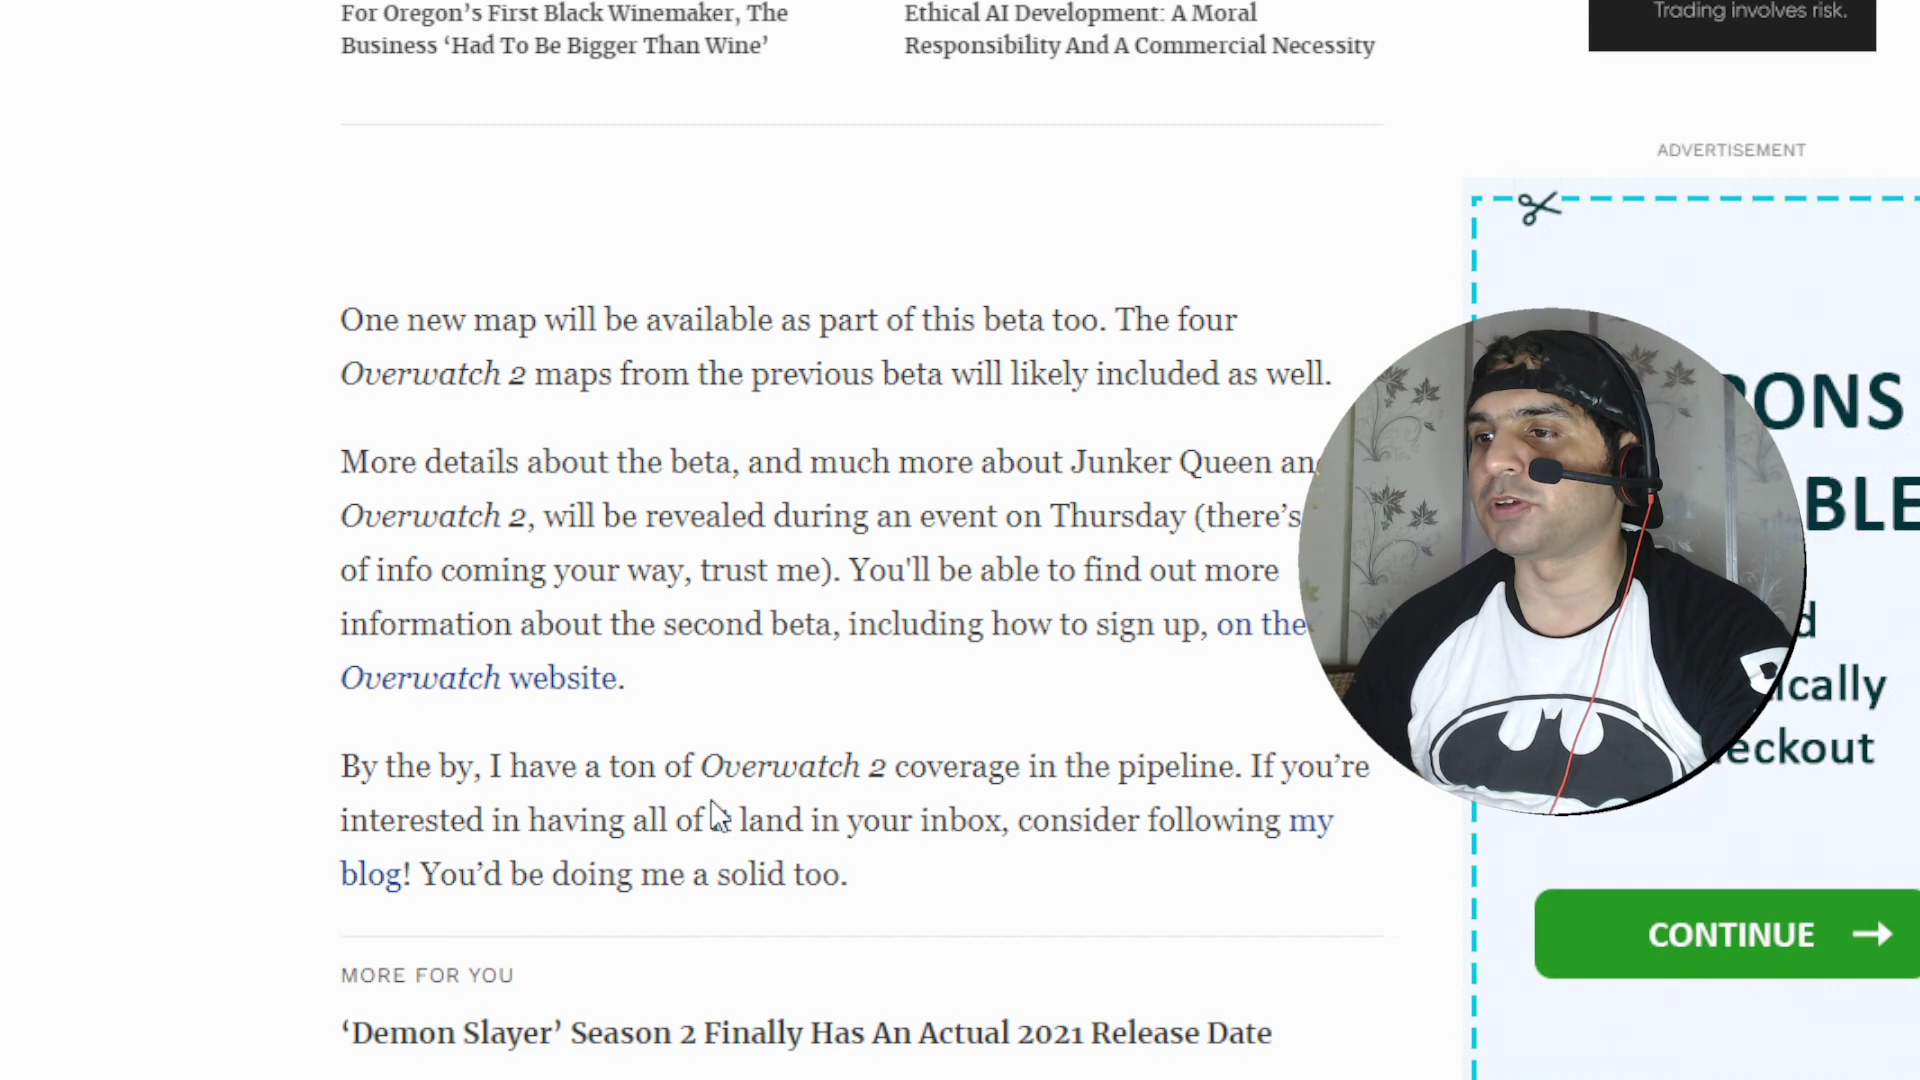 For Oregon’s First Black Winemaker, The
Business ‘Had To Be Bigger Than Wine’
Ethical AI Development: A Moral
Responsibility And A Commercial Necessity
Trading involves risk.
ADVERTISEMENT
One new map will be available as part of this beta too. The four
Overwatch 2 maps from the previous beta will likely included as well.
More details about the beta, and much more about Junker Queen
Overwatch 2, will be revealed during an event on Thursday (there’s
of info coming your way, trust me). You'll be able to find out more
information about the second beta, including how to sign up, on the
Overwatch website.
By the by, I have a ton of Overwatch 2 coverage in the pipeline. If you’re
interested in having all of land in your inbox, consider following my
blog! You’d be doing me a solid too.
CONTINUE
MORE FOR YOU
‘Demon Slayer’ Season 2 Finally Has An Actual 2021 Release Date